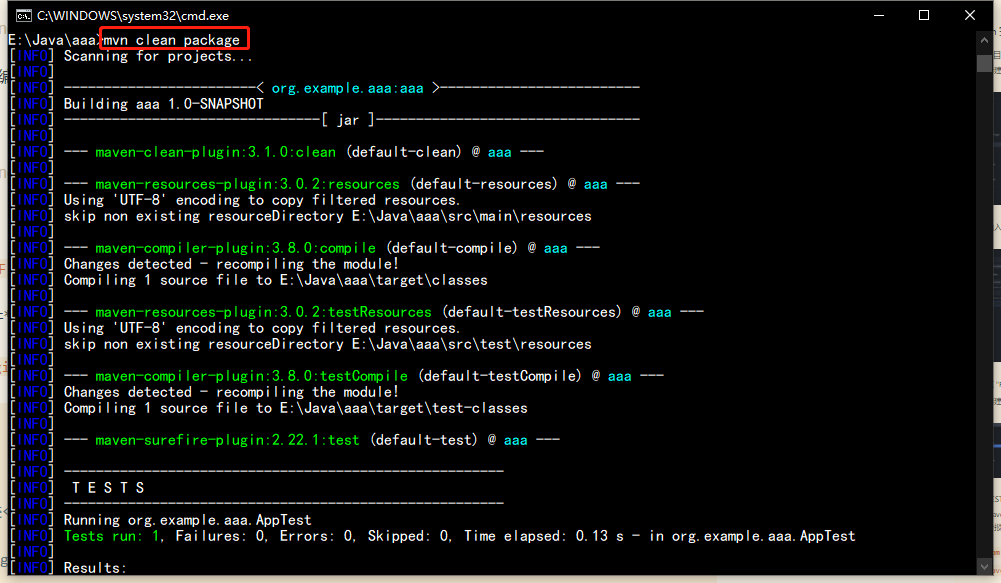 C:\WINDOWS\system32\cmd.exe
E:\Java\aaa>mvn clean package
[INFO] Scanning for projects...
[INFO]
[INFO] ------------------------< org.example.aaa:aaa >-------------------------
[INFO] Building aaa 1.0-SNAPSHOT
[INFO] --------------------------------[ jar ]---------------------------------
[INFO]
[INFO] --- maven-clean-plugin:3.1.0:clean (default-clean) @ aaa ---
[INFO]
[INFO] --- maven-resources-plugin:3.0.2:resources (default-resources) @ aaa ---
[INFO] Using 'UTF-8' encoding to copy filtered resources.
[INFO] skip non existing resourceDirectory E:\Java\aaa\src\main\resources
[INFO]
[INFO] --- maven-compiler-plugin:3.8.0:compile (default-compile) @ aaa ---
[INFO] Changes detected - recompiling the module!
[INFO] Compiling 1 source file to E:\Java\aaa\target\classes
[INFO]
[INFO] --- maven-resources-plugin:3.0.2:testResources (default-testResources) @ aaa ---
[INFO] Using 'UTF-8' encoding to copy filtered resources.
[INFO] skip non existing resourceDirectory E:\Java\aaa\src\test\resources
[INFO]
[INFO] --- maven-compiler-plugin:3.8.0:testCompile (default-testCompile) @ aaa ---
[INFO] Changes detected - recompiling the module!
[INFO] Compiling 1 source file to E:\Java\aaa\target\test-classes
[INFO]
[INFO] --- maven-surefire-plugin:2.22.1:test (default-test) @ aaa ---
[INFO]
[INFO] -------------------------------------------------------
[INFO]  T E S T S
[INFO] -------------------------------------------------------
[INFO] Running org.example.aaa.AppTest
[INFO] Tests run: 1, Failures: 0, Errors: 0, Skipped: 0, Time elapsed: 0.13 s - in org.example.aaa.AppTest
[INFO]
[INFO] Results: